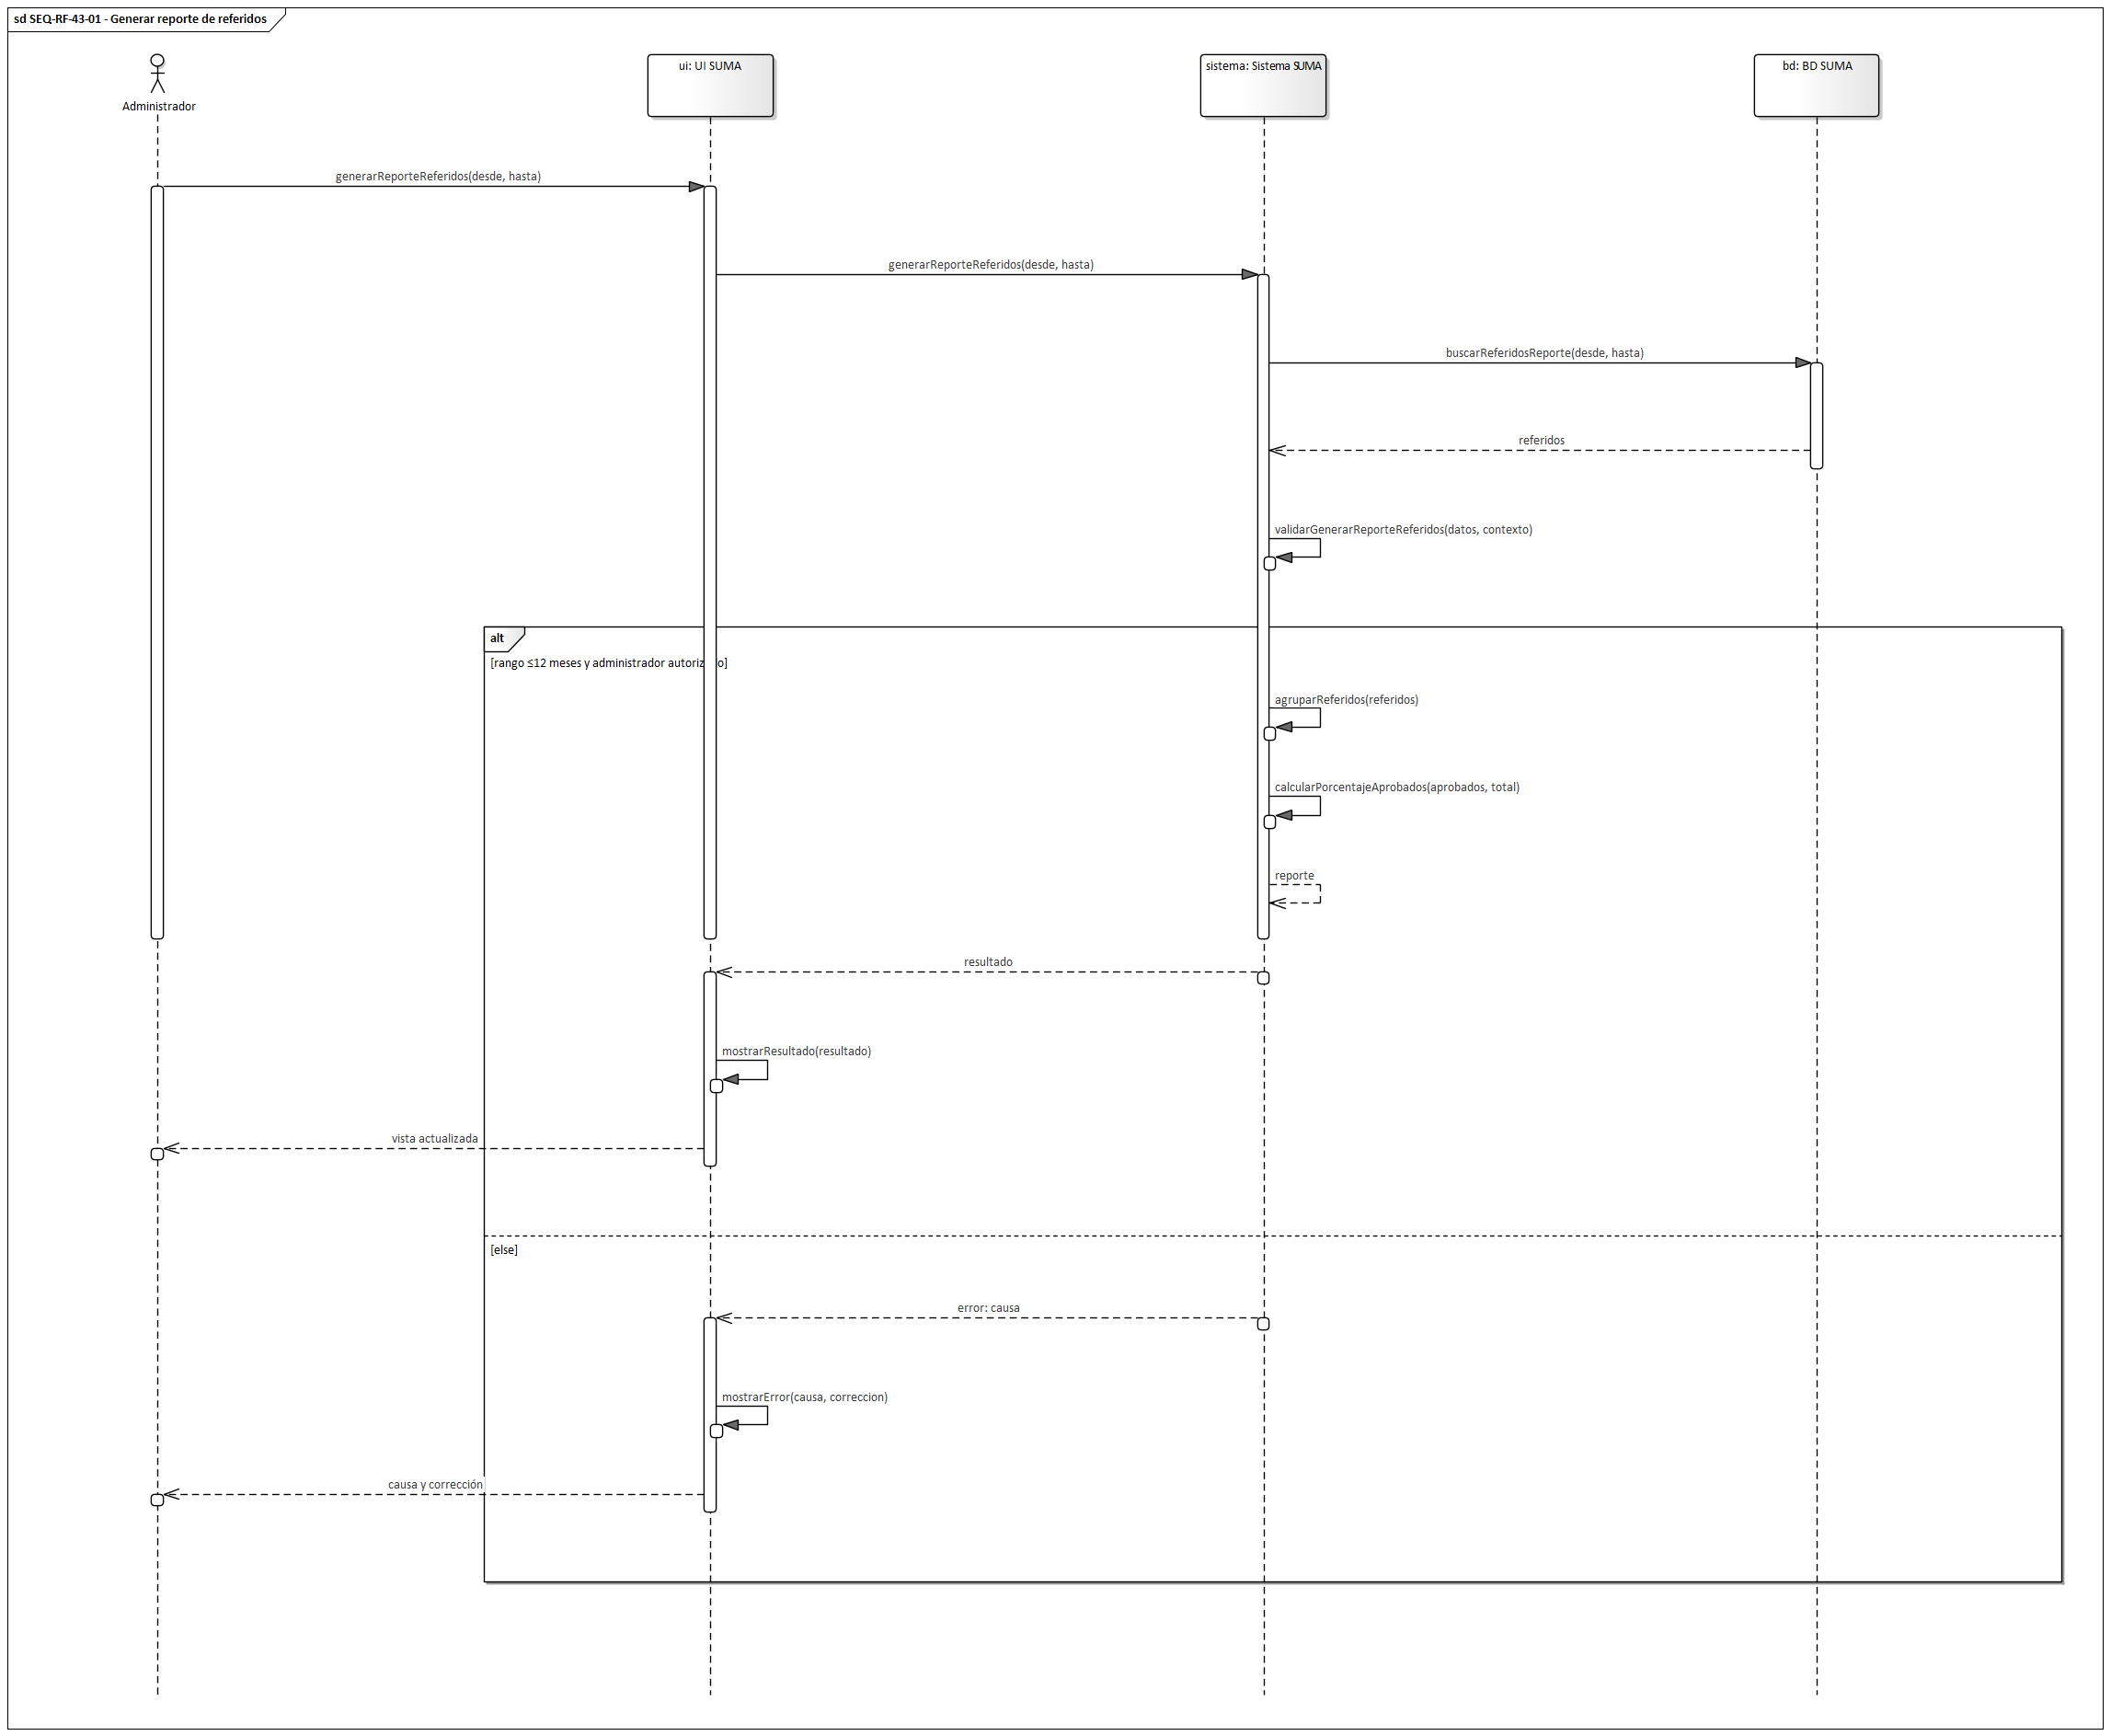 sd SEQ-RF-43-01 - Generar reporte de referidos
Administrador
ui: UI SUMA
sistema: Sistema SUMA
bd: BD SUMA
generarReporteReferidos(desde, hasta)
generarReporteReferidos(desde, hasta)
buscarReferidosReporte(desde, hasta)
referidos
validarGenerarReporteReferidos(datos, contexto)
alt
[rango ≤12 meses y administrador autoriz o]
agruparReferidos(referidos)
calcularPorcentajeAprobados(aprobados, total)
reporte
resultado
mostrarResultado(resultado)
vista actualizada
[else]
error: causa
mostrarError(causa, correccion)
causa y corrección